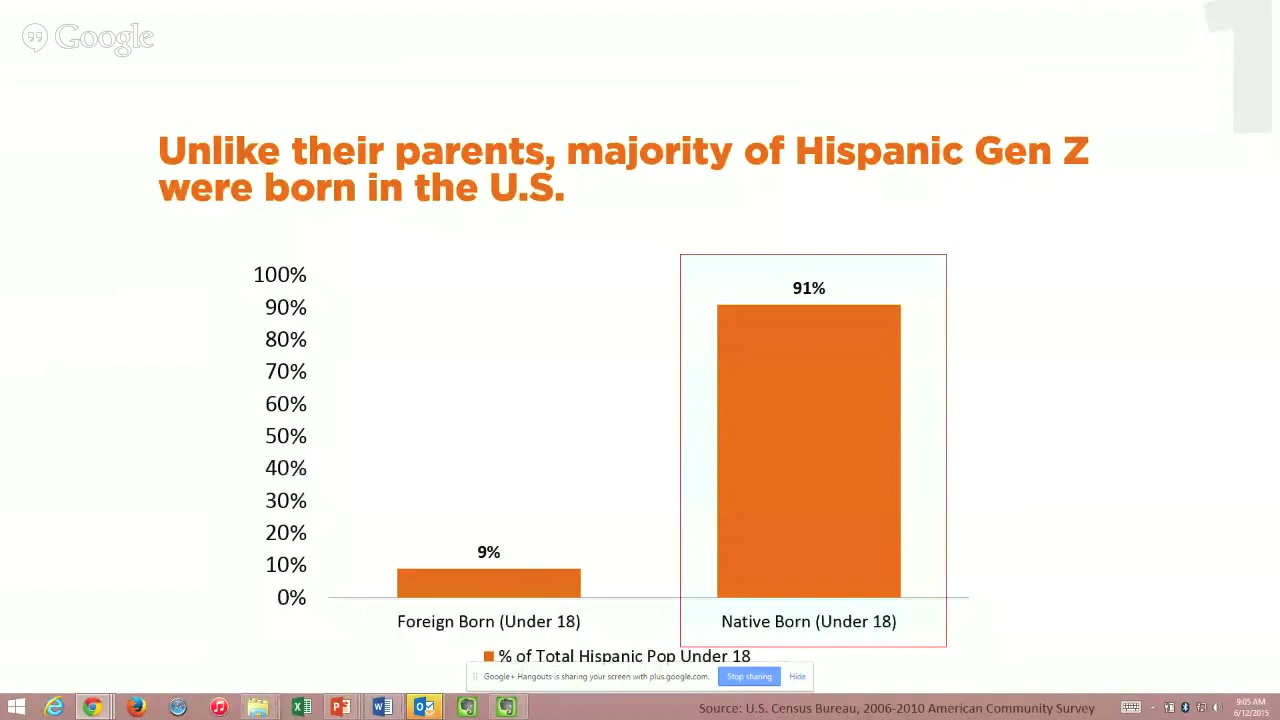 Google
1
Unlike their parents, majority of Hispanic Gen Z
were born in the U.S.
100%
90%
80%
70%
60%
50%
40%
30%
20%
10%
0%
9%
91%
Foreign Born (Under 18)
Native Born (Under 18)
% of Total Hispanic Pop Under 18
Google+ Hangouts is sharing your screen with plus.google.com.
Stop sharing
Hide
Source: U.S. Census Bureau, 2006-2010 American Community Survey
9:05 AM
6/12/2015